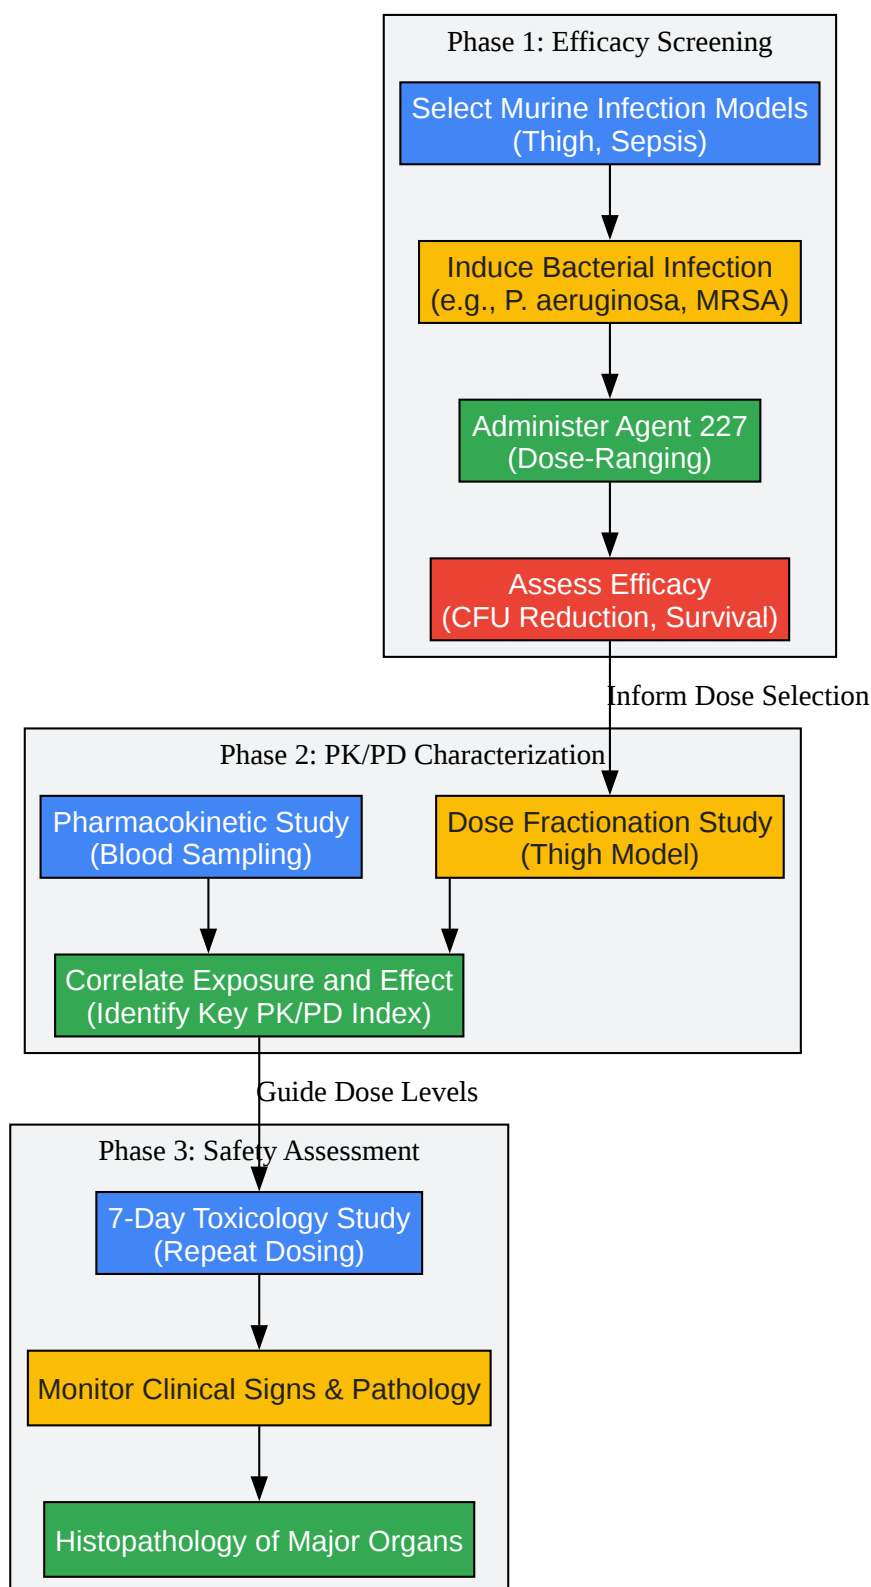 Phase 1: Efficacy Screening
Select Murine Infection Models
(Thigh, Sepsis)
Induce Bacterial Infection
(e.g., P. aeruginosa, MRSA)
Administer Agent 227
(Dose-Ranging)
Assess Efficacy
(CFU Reduction, Survival)
Inform Dose Selection
Phase 2: PK/PD Characterization
Pharmacokinetic Study
(Blood Sampling)
Dose Fractionation Study
(Thigh Model)
Correlate Exposure and Effect
(Identify Key PK/PD Index)
Guide Dose Levels
Phase 3: Safety Assessment
7-Day Toxicology Study
(Repeat Dosing)
Monitor Clinical Signs & Pathology
Histopathology of Major Organs